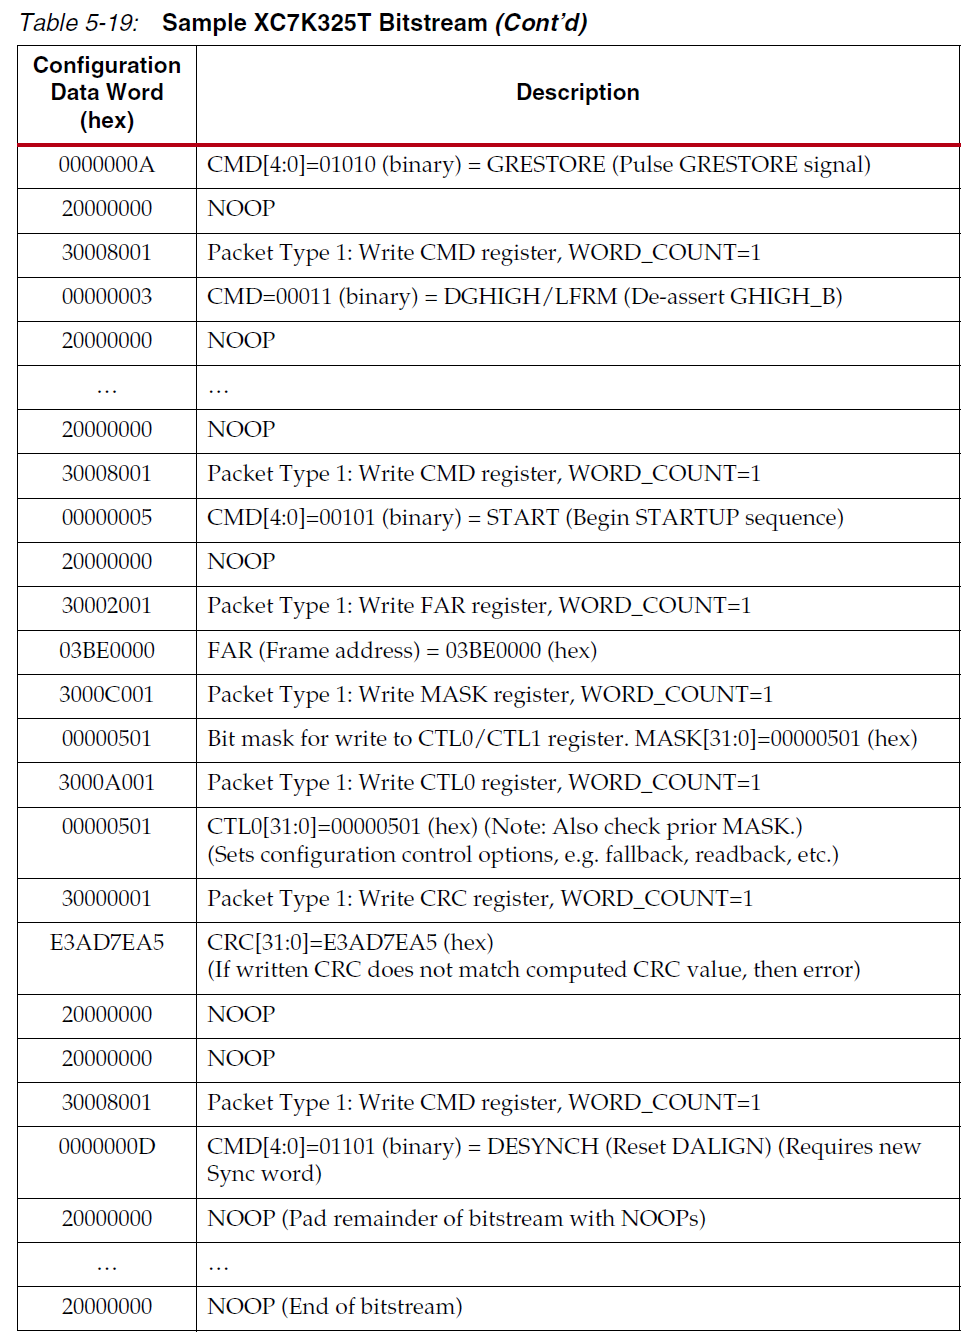 Table 5-19: Sample XC7K325T Bitstream (Cont'd)
Configuration
Data Word
(hex)
Description
0000000A CMD[4:0]=01010 (binary) = GRESTORE (Pulse GRESTORE signal)
20000000 NOOP
30008001 Packet Type 1: Write CMD register, WORD_COUNT=1
00000003 CMD=00011 (binary) = DGHIGH/LFRM (De-assert GHIGH_B)
20000000 NOOP
… …
20000000 NOOP
30008001 Packet Type 1: Write CMD register, WORD_COUNT=1
00000005 CMD[4:0]=00101 (binary) = START (Begin STARTUP sequence)
20000000 NOOP
30002001 Packet Type 1: Write FAR register, WORD_COUNT=1
03BE0000 FAR (Frame address) = 03BE0000 (hex)
3000C001 Packet Type 1: Write MASK register, WORD_COUNT=1
00000501 Bit mask for write to CTL0/CTL1 register. MASK[31:0]=00000501 (hex)
3000A001 Packet Type 1: Write CTL0 register, WORD_COUNT=1
00000501 CTL0[31:0]=00000501 (hex) (Note: Also check prior MASK.)
(Sets configuration control options, e.g. fallback, readback, etc.)
30000001 Packet Type 1: Write CRC register, WORD_COUNT=1
E3AD7EA5 CRC[31:0]=E3AD7EA5 (hex)
(If written CRC does not match computed CRC value, then error)
20000000 NOOP
20000000 NOOP
30008001 Packet Type 1: Write CMD register, WORD_COUNT=1
0000000D CMD[4:0]=01101 (binary) = DESYNCH (Reset DALIGN) (Requires new
Sync word)
20000000 NOOP (Pad remainder of bitstream with NOOPs)
… …
20000000 NOOP (End of bitstream)